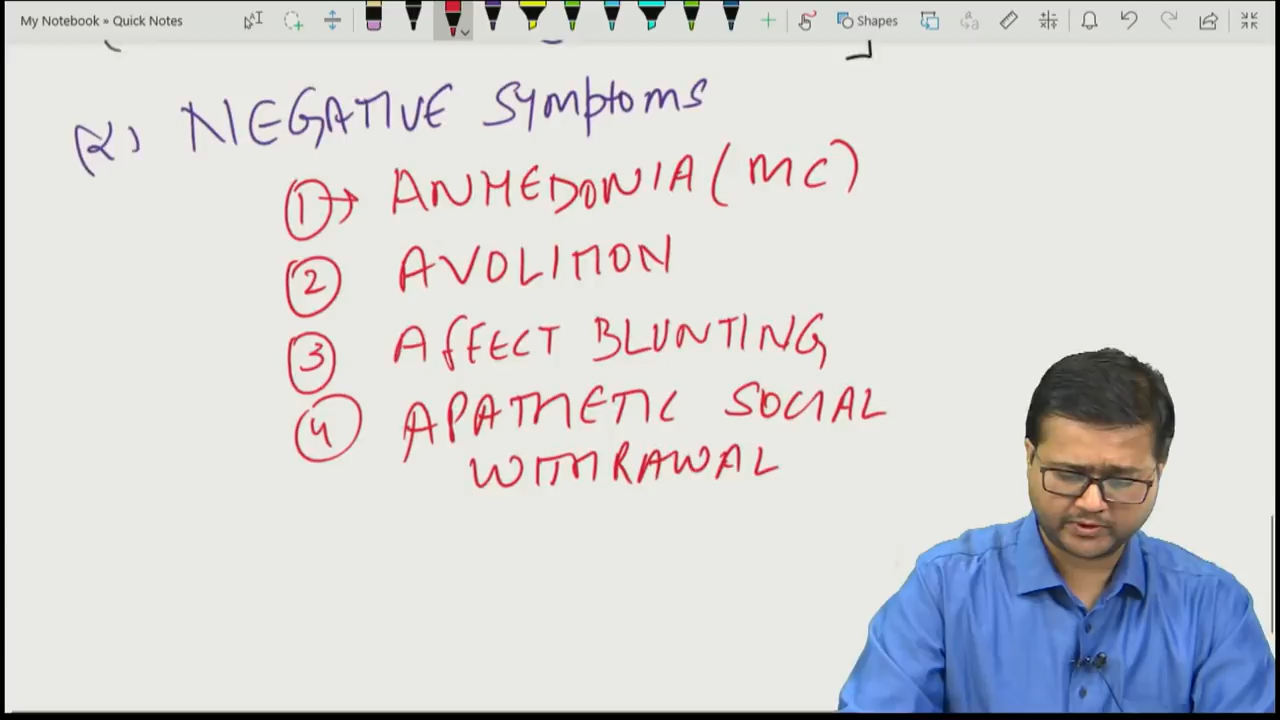 My Notebook » Quick Notes
Shapes
(2) NEGATIVE Symptoms
① → ANHEDONIA (MC)
② AVOLITION
③ AFFECT BLUNTING
④ APATHETIC SOCIAL
WITHRAWAL